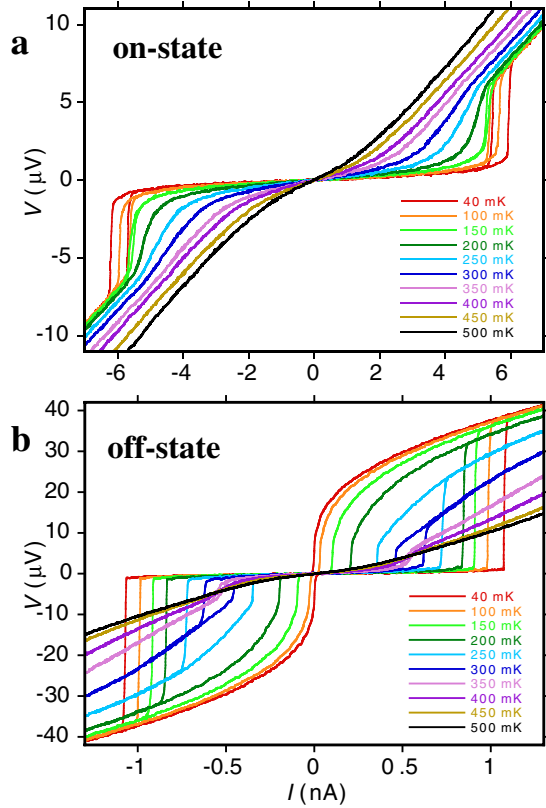 a
on-state
10
5
0
-5
-10
V (μV)
40 mK
100 mK
150 mK
200 mK
250 mK
300 mK
350 mK
400 mK
450 mK
500 mK
-6 -4 -2 0 2 4 6
b
off-state
40
30
20
10
0
-10
-20
-30
-40
V (μV)
40 mK
100 mK
150 mK
200 mK
250 mK
300 mK
350 mK
400 mK
450 mK
500 mK
-1 -0.5 0 0.5 1
I (nA)